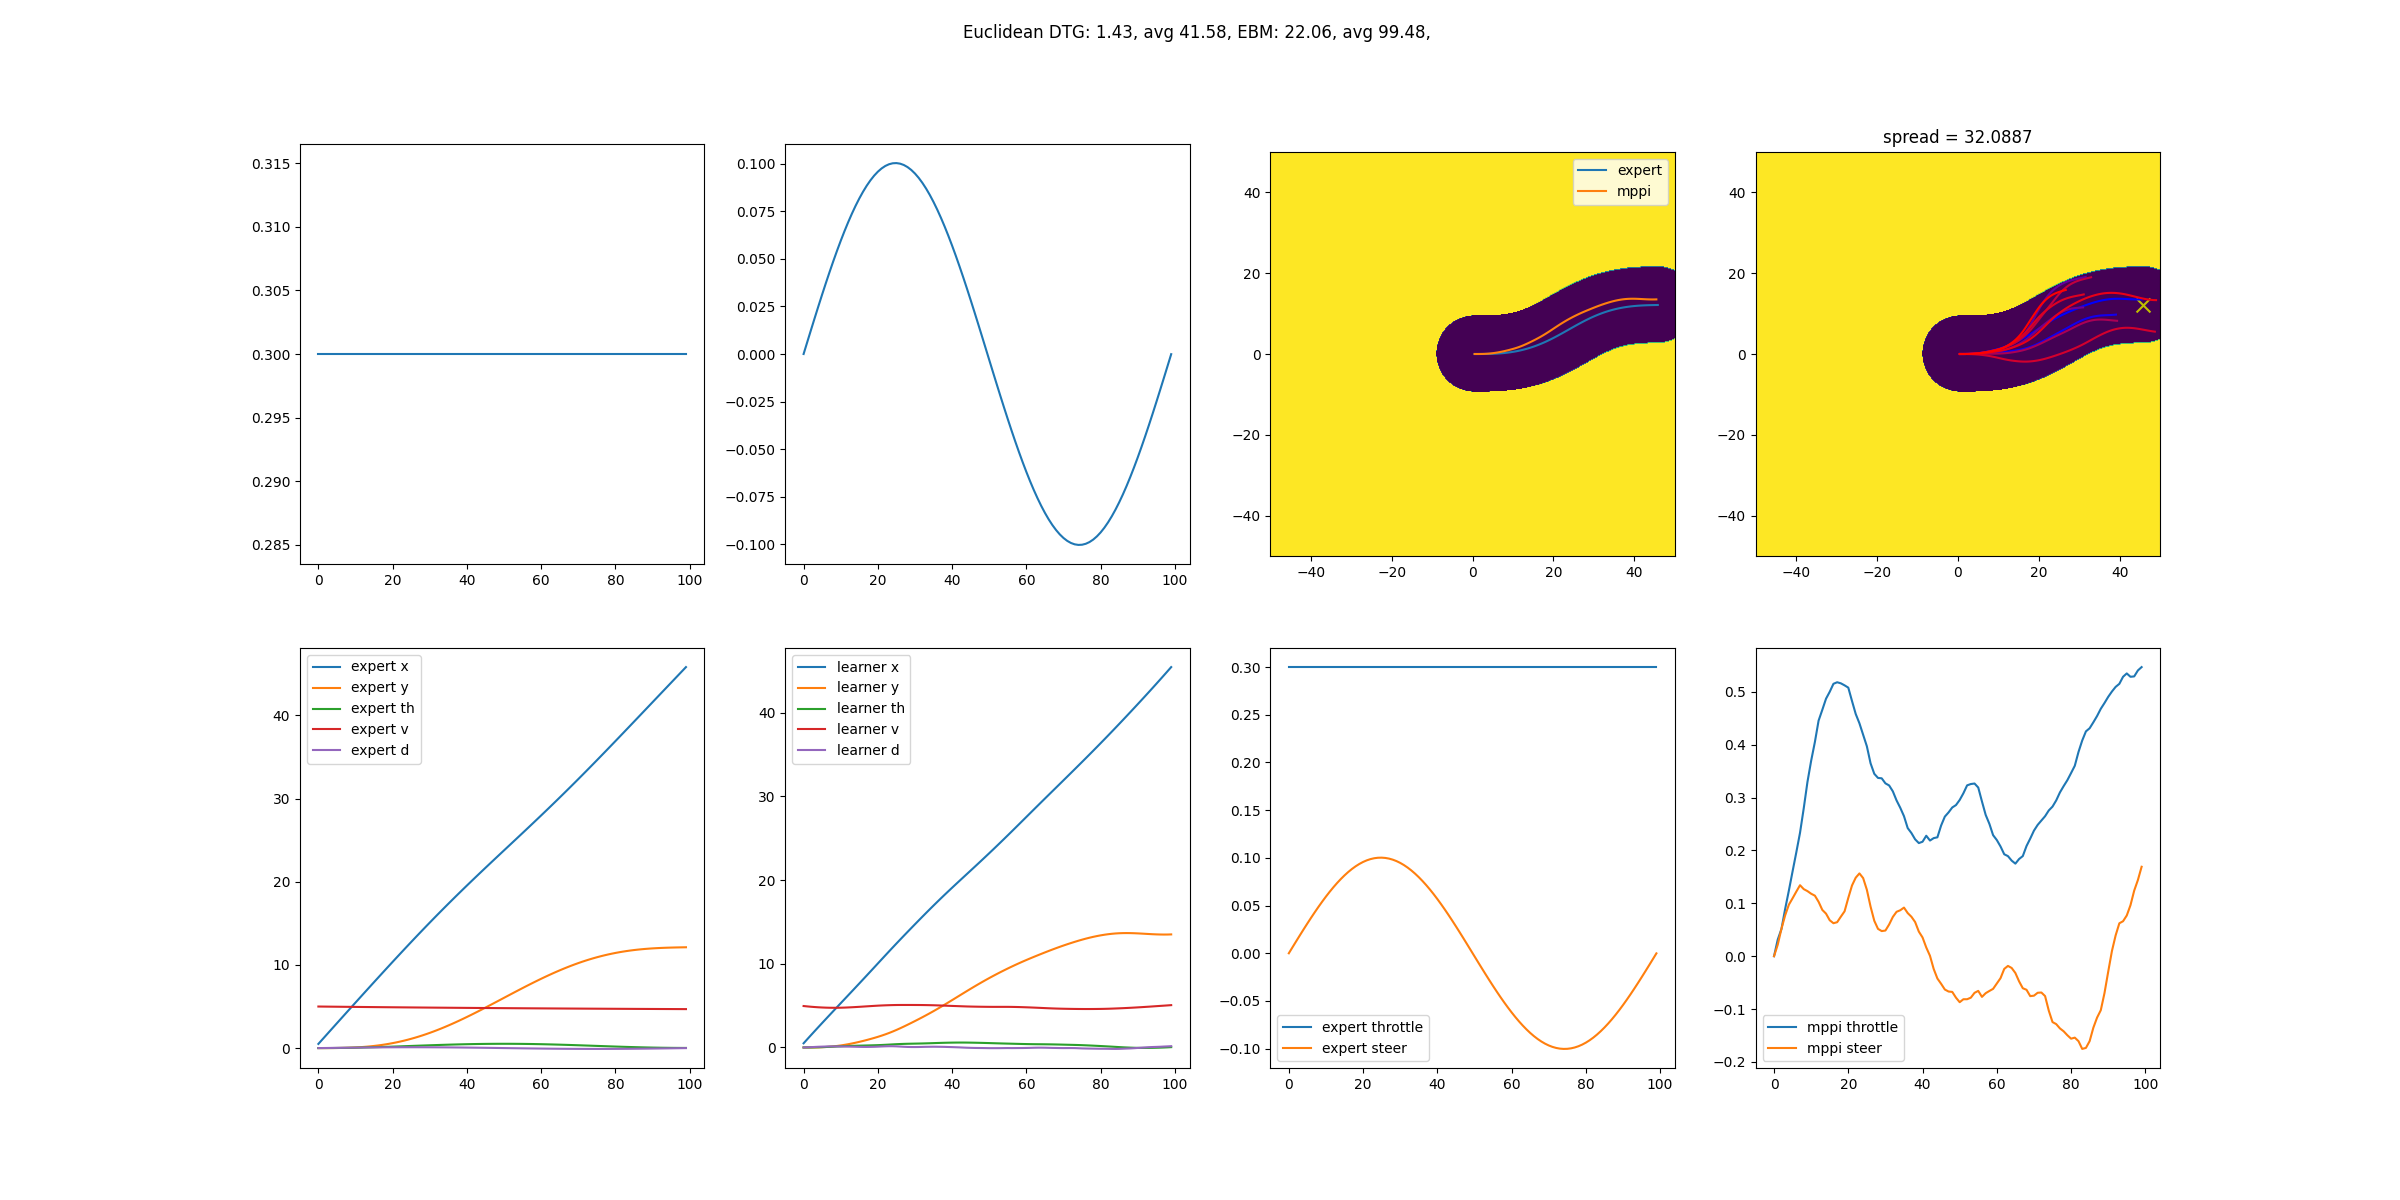 Euclidean DTG: 1.43, avg 41.58, EBM: 22.06, avg 99.48,
0.315
0.310
0.305
0.300
0.295
0.290
0.285
0 20 40 60 80 100
0.100
0.075
0.050
0.025
0.000
−0.025
−0.050
−0.075
−0.100
0 20 40 60 80 100
expert
mppi
40
20
0
−20
−40
−40 −20 0 20 40
spread = 32.0887
40
20
0
−20
−40
−40 −20 0 20 40
expert x
expert y
expert th
expert v
expert d
40
30
20
10
0
0 20 40 60 80 100
learner x
learner y
learner th
learner v
learner d
40
30
20
10
0
0 20 40 60 80 100
0.30
0.25
0.20
0.15
0.10
0.05
0.00
−0.05
−0.10
expert throttle
expert steer
0 20 40 60 80 100
0.5
0.4
0.3
0.2
0.1
0.0
−0.1
−0.2
mppi throttle
mppi steer
0 20 40 60 80 100